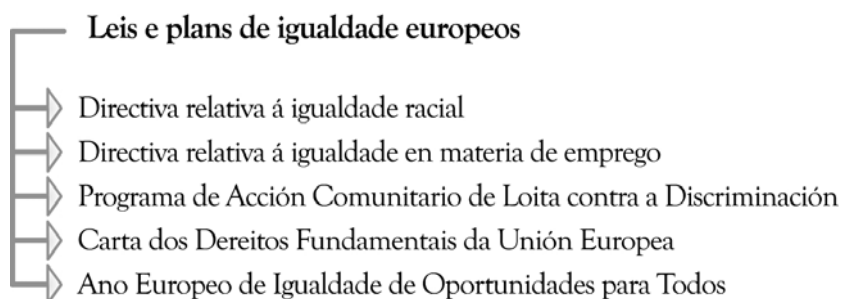 Leis e plans de igualdade europeos
Directiva relativa á igualdade racial
Directiva relativa á igualdade en materia de emprego
Programa de Acción Comunitario de Loita contra a Discriminación
Carta dos Dereitos Fundamentais da Unión Europea
Ano Europeo de Igualdade de Oportunidades para Todos